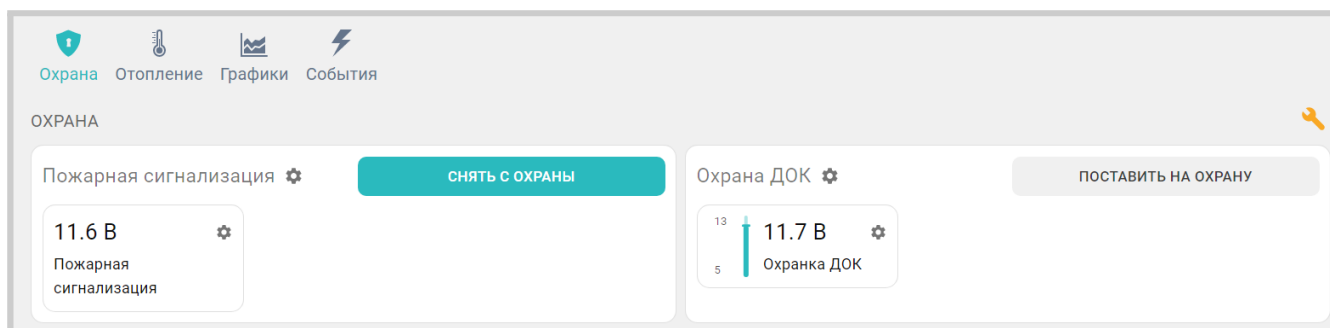 Охрана Отопление Графики События
ОХРАНА
Пожарная сигнализация СНЯТЬ С ОХРАНЫ
11.6 В
Пожарная
сигнализация
Охрана ДОК ПОСТАВИТЬ НА ОХРАНУ
13
11.7 В
5
Охранка ДОК